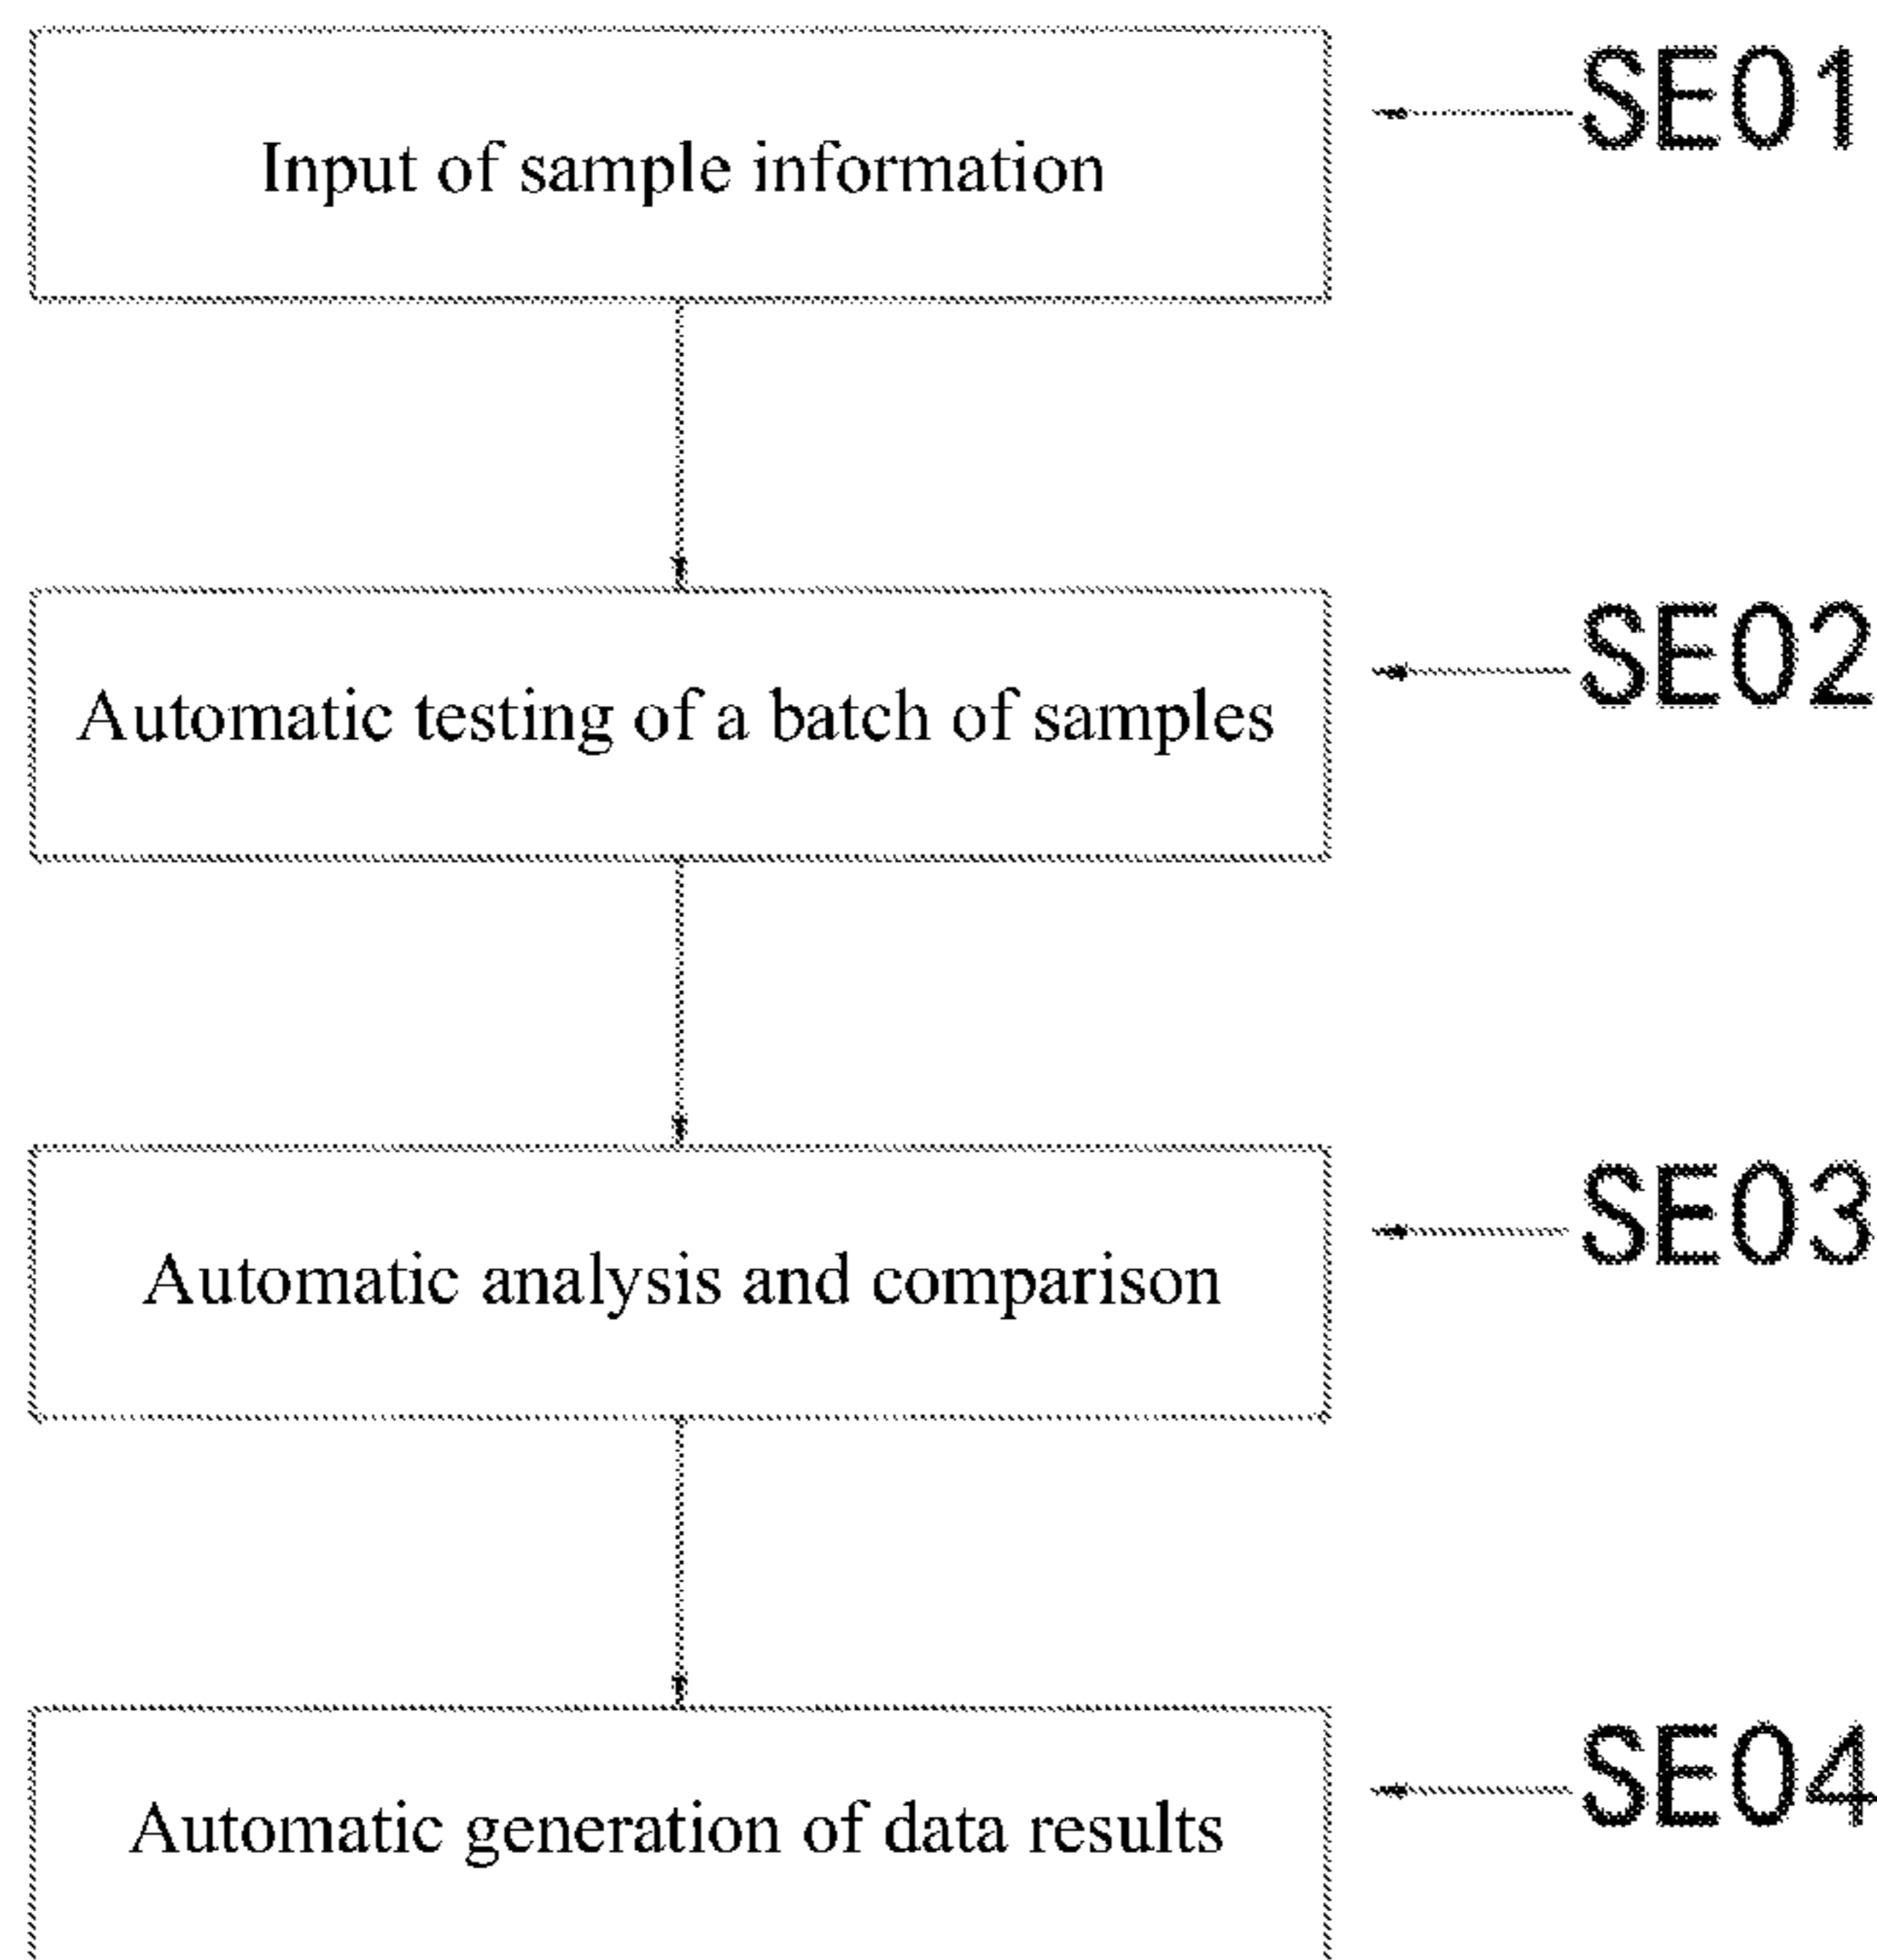 Input of sample information
SE01
Automatic testing of a batch of samples
SE02
Automatic analysis and comparison
SE03
Automatic generation of data results
SE04